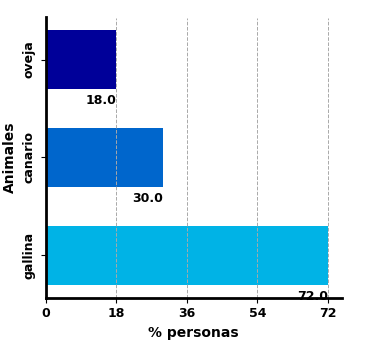 Animales
oveja
18.0
canario
30.0
gallina
72.0
0 18 36 54 72
% personas